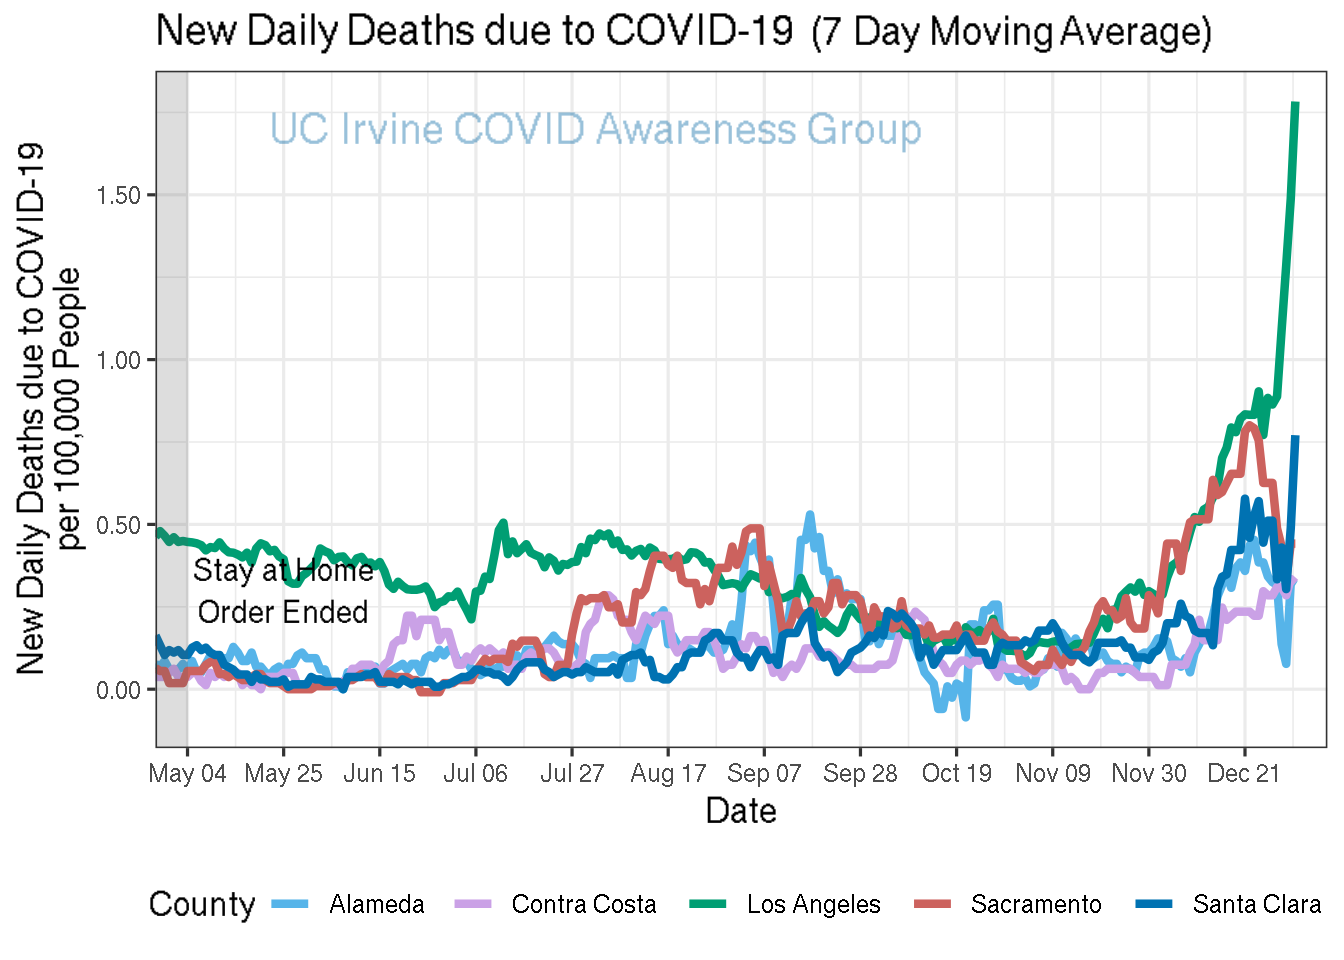 New Daily Deaths due to COVID-19 (7 Day Moving Average)
UC Irvine COVID Awareness Group
New Daily Deaths due to COVID-19
per 100,000 People
1.50
1.00
0.50
0.00
Stay at Home
Order Ended
May 04 May 25 Jun 15 Jul 06 Jul 27 Aug 17 Sep 07 Sep 28 Oct 19 Nov 09 Nov 30 Dec 21
Date
County Alameda Contra Costa Los Angeles Sacramento Santa Clara